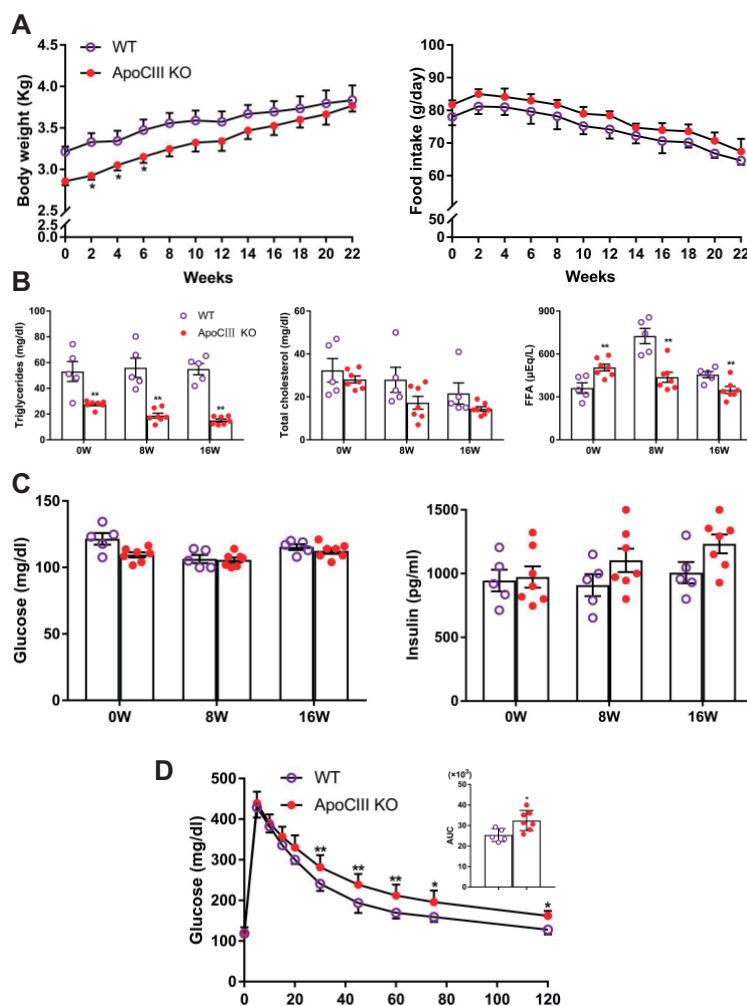 A
WT
ApoCIII KO
Body weight (Kg)
4.5
4.0
3.5
3.0
2.5
2.0
0.0
0 2 4 6 8 10 12 14 16 18 20 22
Weeks
* * *
Food intake (g/day)
100
90
80
70
60
50
0
0 2 4 6 8 10 12 14 16 18 20 22
Weeks
B
Triglycerides (mg/dl)
100
80
60
40
20
0
WT
ApoCIII KO
** ** **
0W 8W 16W
Total cholesterol (mg/dl)
60
40
20
0
0W 8W 16W
FFA (μEq/L)
900
600
300
0
** ** **
0W 8W 16W
C
Glucose (mg/dl)
150
100
50
0
0W 8W 16W
Insulin (pg/ml)
1500
1000
500
0
0W 8W 16W
D
WT
ApoCIII KO
Glucose (mg/dl)
500
400
300
200
100
0
** ** ** * *
0 20 40 60 80 100 120
(×10³)
AUC
50
40
30
20
10
0
*